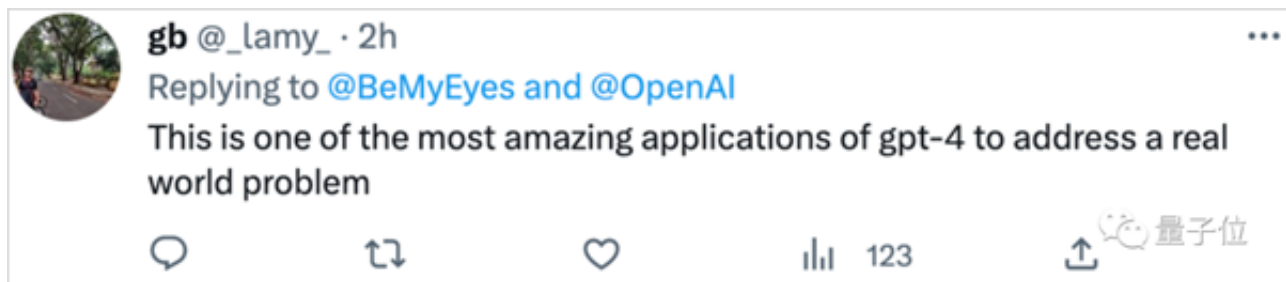 gb @_lamy_ · 2h
Replying to @BeMyEyes and @OpenAI
This is one of the most amazing applications of gpt-4 to address a real
world problem
123
量子位